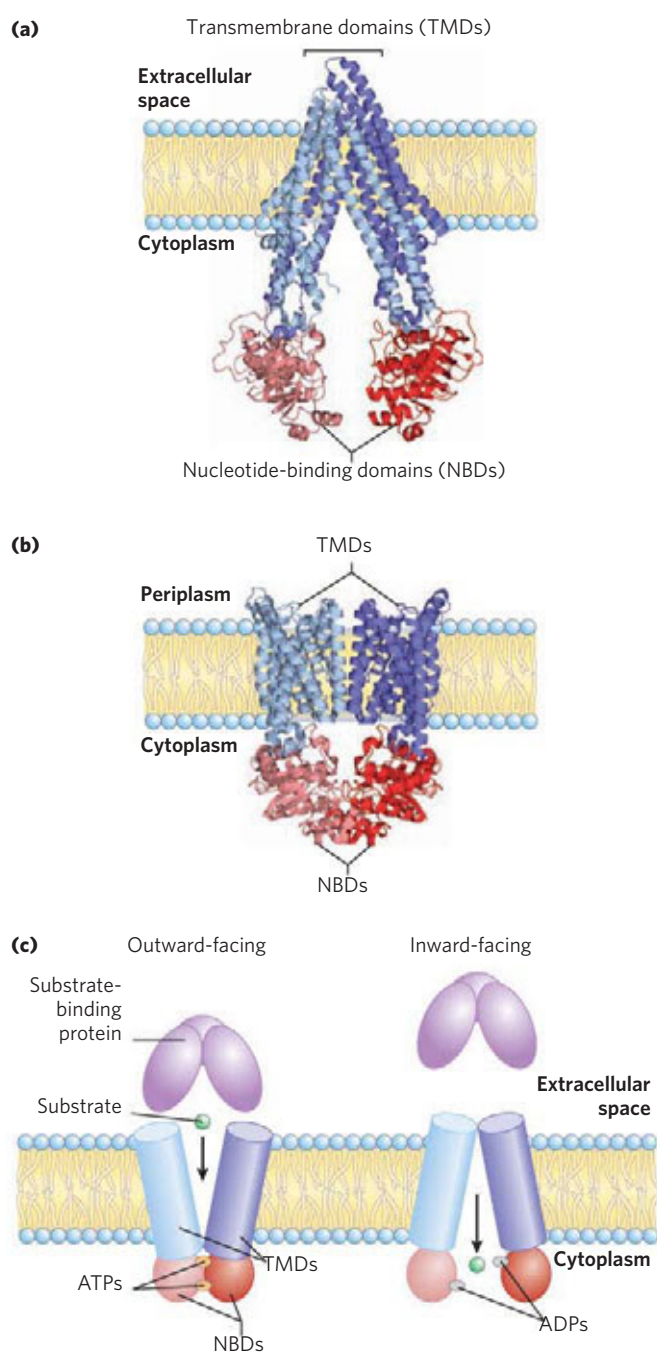 (a)
Transmembrane domains (TMDs)
Extracellular
space
Cytoplasm
Nucleotide-binding domains (NBDs)
(b)
TMDs
Periplasm
Cytoplasm
NBDs
(c)
Outward-facing
Inward-facing
Substrate-
binding
protein
Extracellular
space
Substrate
TMDs
Cytoplasm
ATPs
ADPs
NBDs